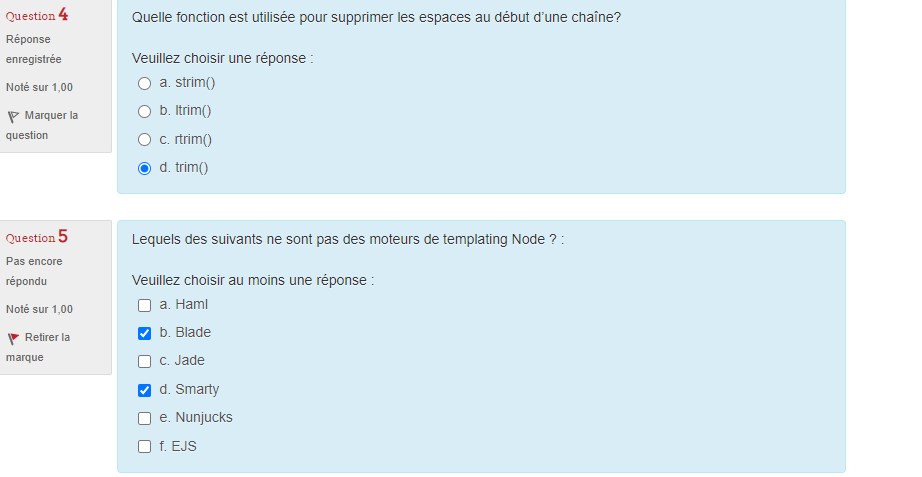 Question 4
Réponse
enregistrée
Noté sur 1,00
Marquer la
question
Quelle fonction est utilisée pour supprimer les espaces au début d'une chaîne?
Veuillez choisir une réponse :
a. strim()
b. ltrim()
c. rtrim()
d. trim()
Question 5
Pas encore
répondu
Noté sur 1,00
Retirer la
marque
Lequels des suivants ne sont pas des moteurs de templating Node ? :
Veuillez choisir au moins une réponse :
a. Haml
b. Blade
c. Jade
d. Smarty
e. Nunjucks
f. EJS